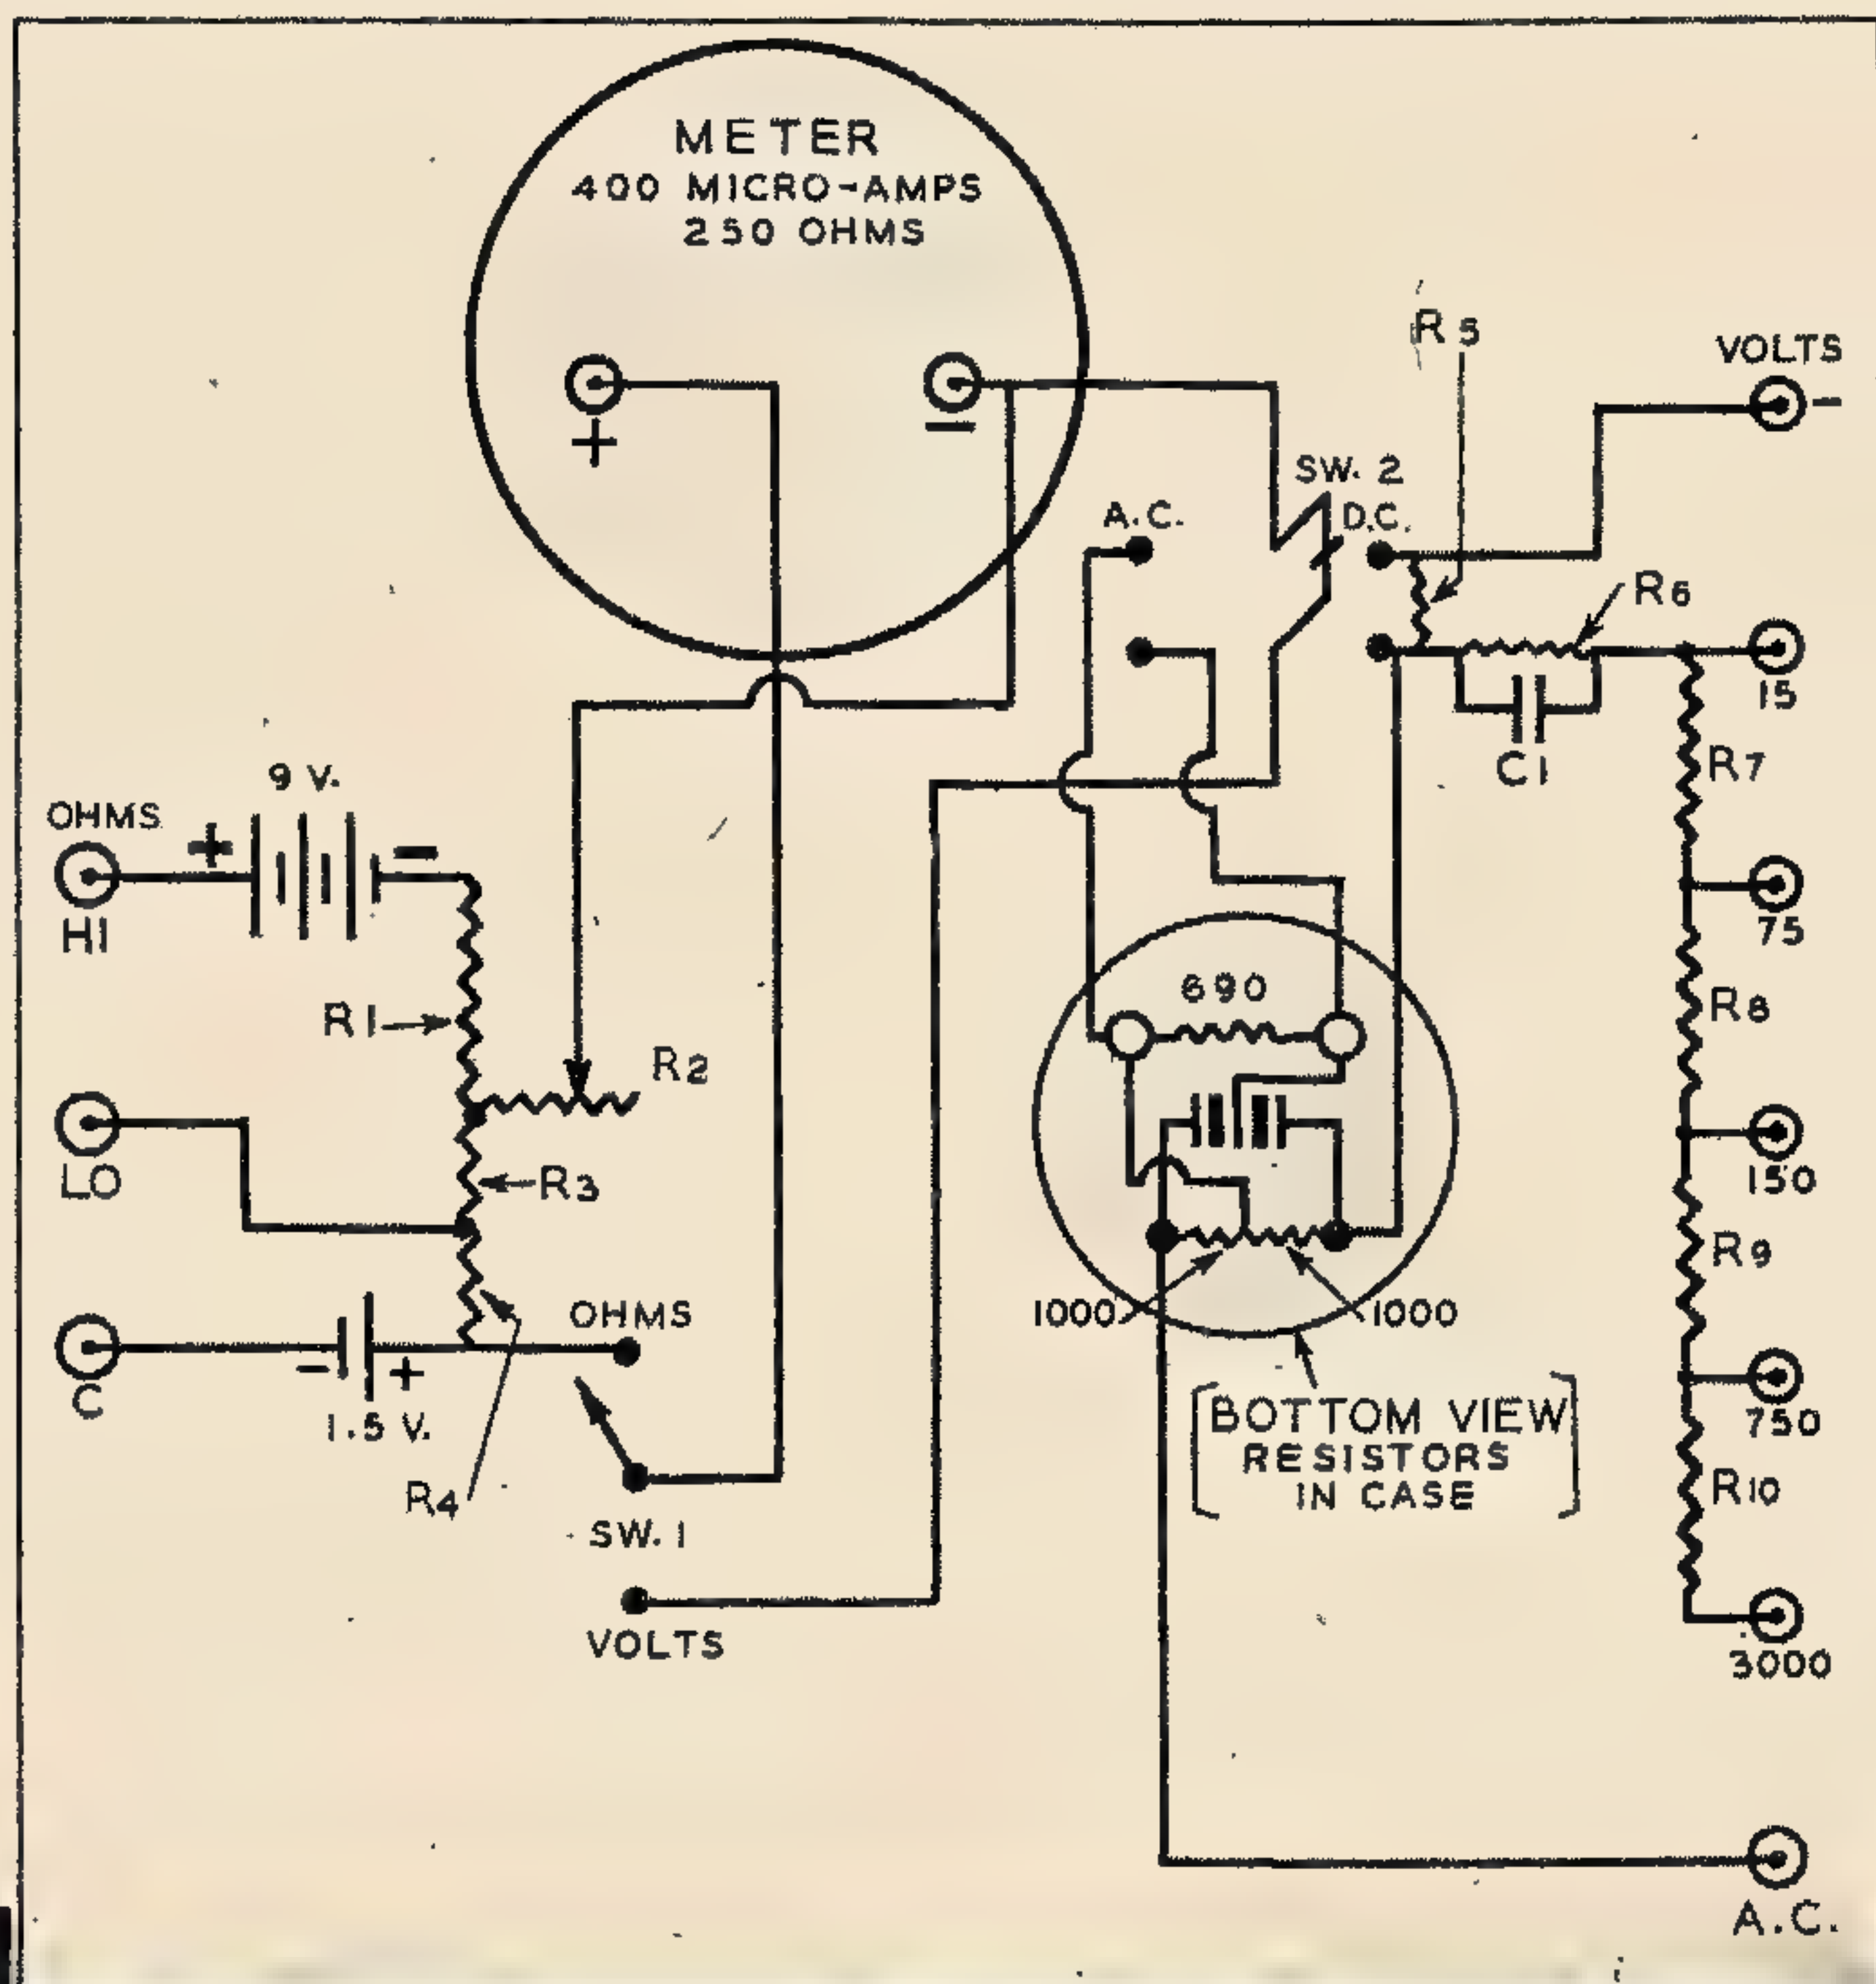 METER
400 MICRO-AMPS
250 OHMS
+
−
R5
VOLTS
−
SW. 2
A.C.
D.C.
R6
15
C1
R7
9 V.
OHMS
+
−
HI
75
690
R1
R8
R2
LO
R3
150
R9
OHMS
1000
1000
C
−
+
1.5 V.
BOTTOM VIEW
RESISTORS
IN CASE
750
R4
R10
SW. 1
VOLTS
3000
A.C.